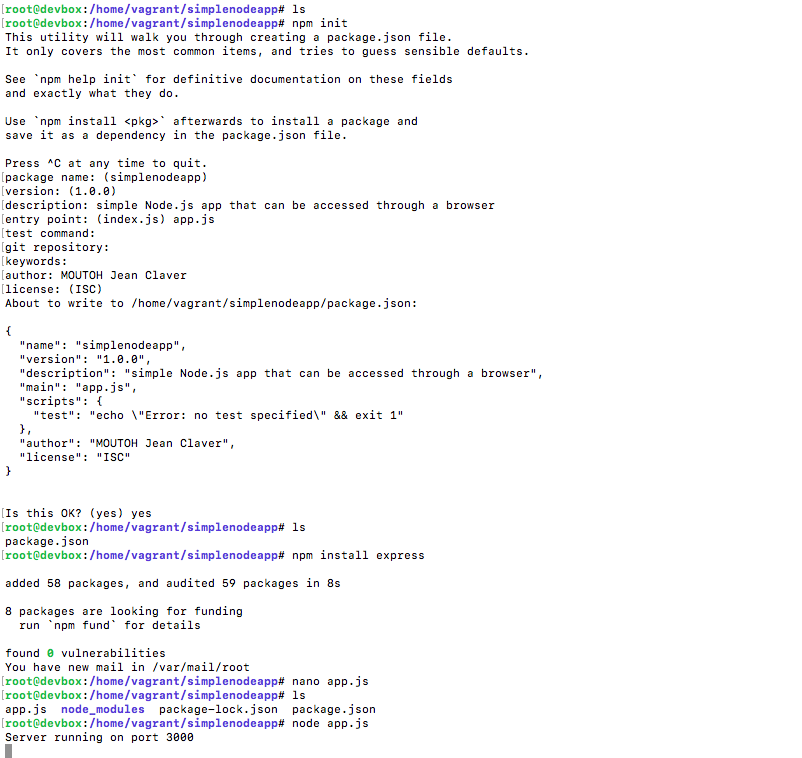 [root@devbox:/home/vagrant/simplenodeapp# ls
[root@devbox:/home/vagrant/simplenodeapp# npm init
This utility will walk you through creating a package.json file.
It only covers the most common items, and tries to guess sensible defaults.
See `npm help init` for definitive documentation on these fields
and exactly what they do.
Use `npm install <pkg>` afterwards to install a package and
save it as a dependency in the package.json file.
Press ^C at any time to quit.
[package name: (simplenodeapp)
[version: (1.0.0)
[description: simple Node.js app that can be accessed through a browser
[entry point: (index.js) app.js
[test command:
[git repository:
[keywords:
[author: MOUTOH Jean Claver
[license: (ISC)
About to write to /home/vagrant/simplenodeapp/package.json:
{
  "name": "simplenodeapp",
  "version": "1.0.0",
  "description": "simple Node.js app that can be accessed through a browser",
  "main": "app.js",
  "scripts": {
    "test": "echo \"Error: no test specified\" && exit 1"
  },
  "author": "MOUTOH Jean Claver",
  "license": "ISC"
}
[Is this OK? (yes) yes
[root@devbox:/home/vagrant/simplenodeapp# ls
package.json
[root@devbox:/home/vagrant/simplenodeapp# npm install express
added 58 packages, and audited 59 packages in 8s
8 packages are looking for funding
  run `npm fund` for details
found 0 vulnerabilities
You have new mail in /var/mail/root
[root@devbox:/home/vagrant/simplenodeapp# nano app.js
[root@devbox:/home/vagrant/simplenodeapp# ls
app.js  node_modules  package-lock.json  package.json
[root@devbox:/home/vagrant/simplenodeapp# node app.js
Server running on port 3000